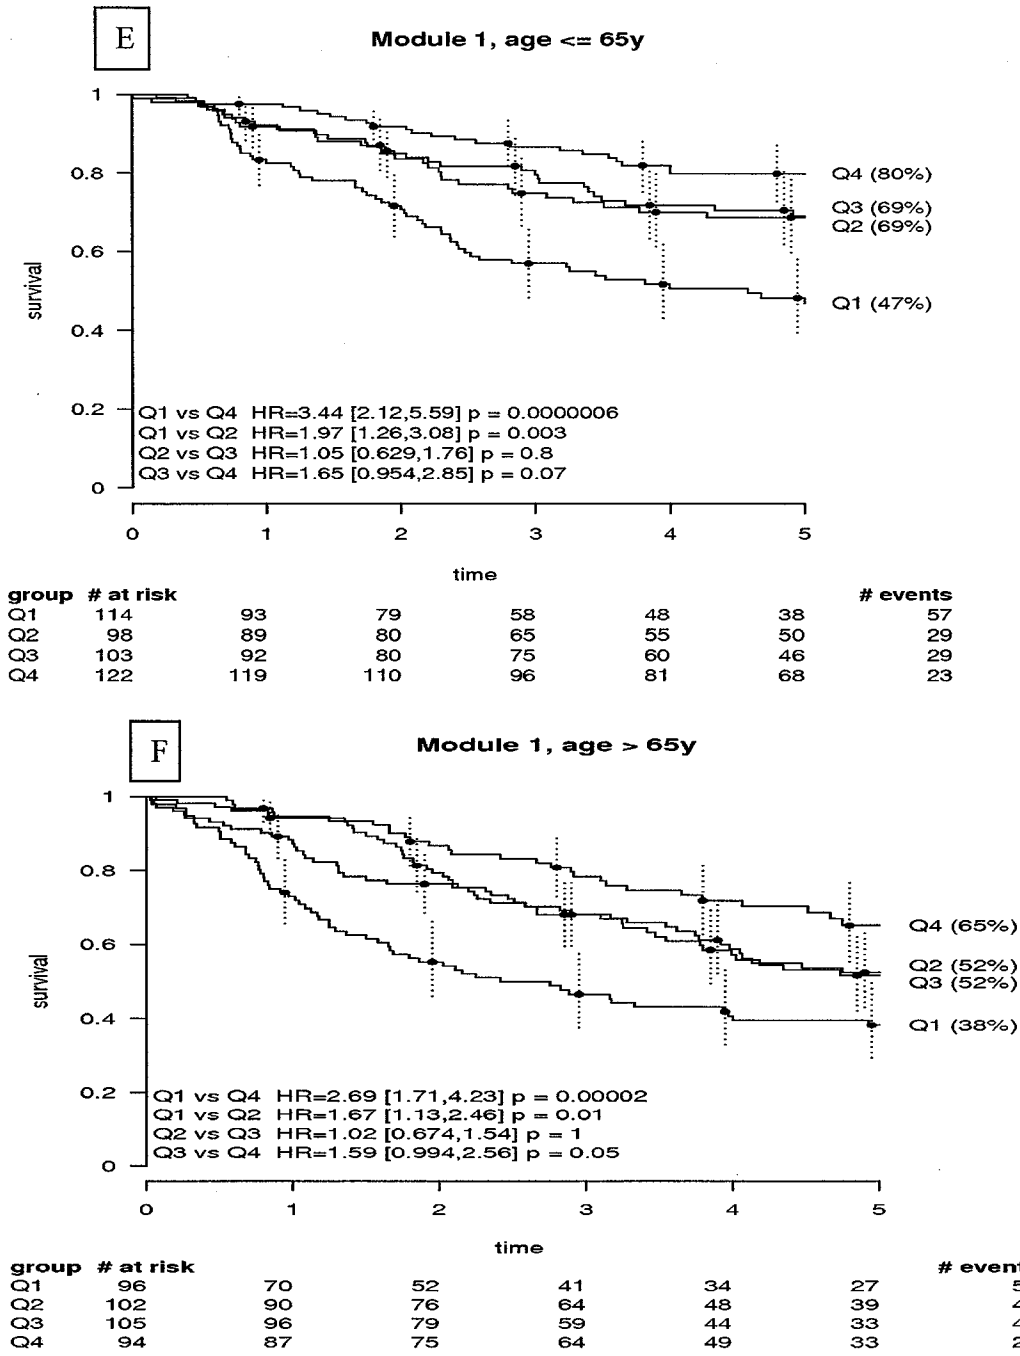 E
Module 1, age <= 65y
1
0.8
0.6
0.4
0.2
0
survival
Q4 (80%)
Q3 (69%)
Q2 (69%)
Q1 (47%)
Q1 vs Q4 HR=3.44 [2.12,5.59] p = 0.0000006
Q1 vs Q2 HR=1.97 [1.26,3.08] p = 0.003
Q2 vs Q3 HR=1.05 [0.629,1.76] p = 0.8
Q3 vs Q4 HR=1.65 [0.954,2.85] p = 0.07
0 1 2 3 4 5
time
group # at risk # events
Q1 114 93 79 58 48 38 57
Q2 98 89 80 65 55 50 29
Q3 103 92 80 75 60 46 29
Q4 122 119 110 96 81 68 23
F
Module 1, age > 65y
1
0.8
0.6
0.4
0.2
0
survival
Q4 (65%)
Q2 (52%)
Q3 (52%)
Q1 (38%)
Q1 vs Q4 HR=2.69 [1.71,4.23] p = 0.00002
Q1 vs Q2 HR=1.67 [1.13,2.46] p = 0.01
Q2 vs Q3 HR=1.02 [0.674,1.54] p = 1
Q3 vs Q4 HR=1.59 [0.994,2.56] p = 0.05
0 1 2 3 4 5
time
group # at risk # event
Q1 96 70 52 41 34 27
Q2 102 90 76 64 48 39
Q3 105 96 79 59 44 33
Q4 94 87 75 64 49 33